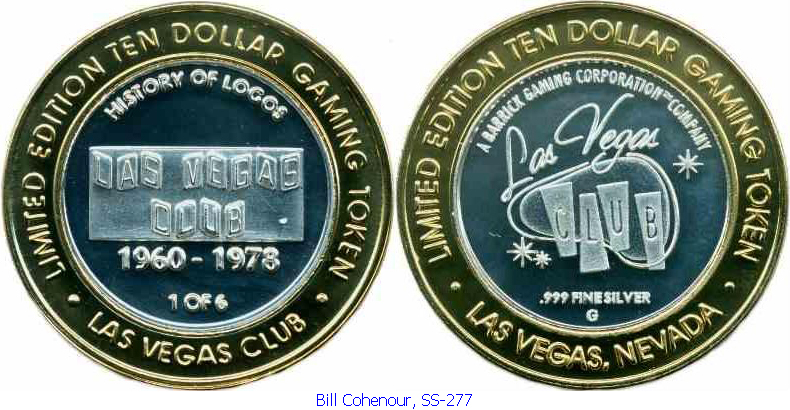 LIMITED EDITION TEN DOLLAR GAMING TOKEN
HISTORY OF LOGOS
LAS VEGAS
CLUB
1960 - 1978
1 OF 6
• LAS VEGAS CLUB •
LIMITED EDITION TEN DOLLAR GAMING TOKEN
A BARRICK GAMING CORPORATION℠ COMPANY
Las Vegas
CLUB
.999 FINE SILVER
G
• LAS VEGAS, NEVADA •
Bill Cohenour, SS-277